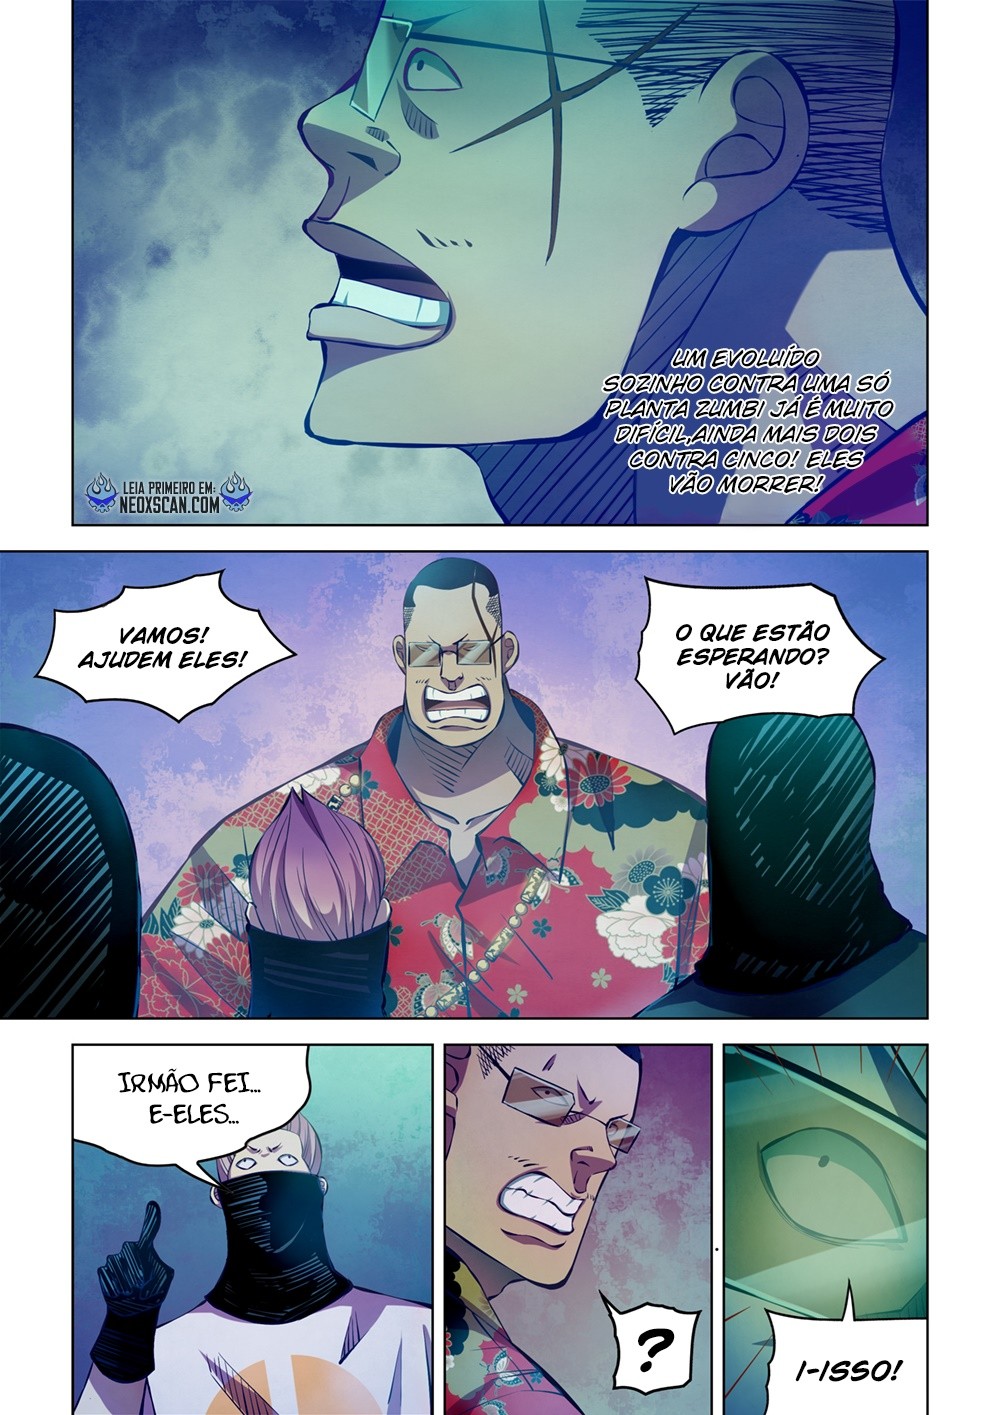 UM EVOLUÍDO
SOZINHO CONTRA UMA SÓ
PLANTA ZUMBI JÁ É MUITO
DIFÍCIL,AINDA MAIS DOIS
CONTRA CINCO! ELES
VÃO MORRER!
LEIA PRIMEIRO EM:
NEOXSCAN.COM
VAMOS!
AJUDEM ELES!
O QUE ESTÃO
ESPERANDO?
VÃO!
IRMÃO FEI...
E-ELES...
?
I-ISSO!